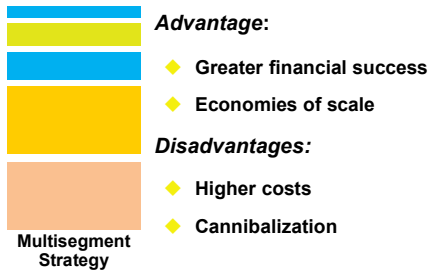 Advantage:
Greater financial success
Economies of scale
Disadvantages:
Higher costs
Cannibalization
Multisegment
Strategy